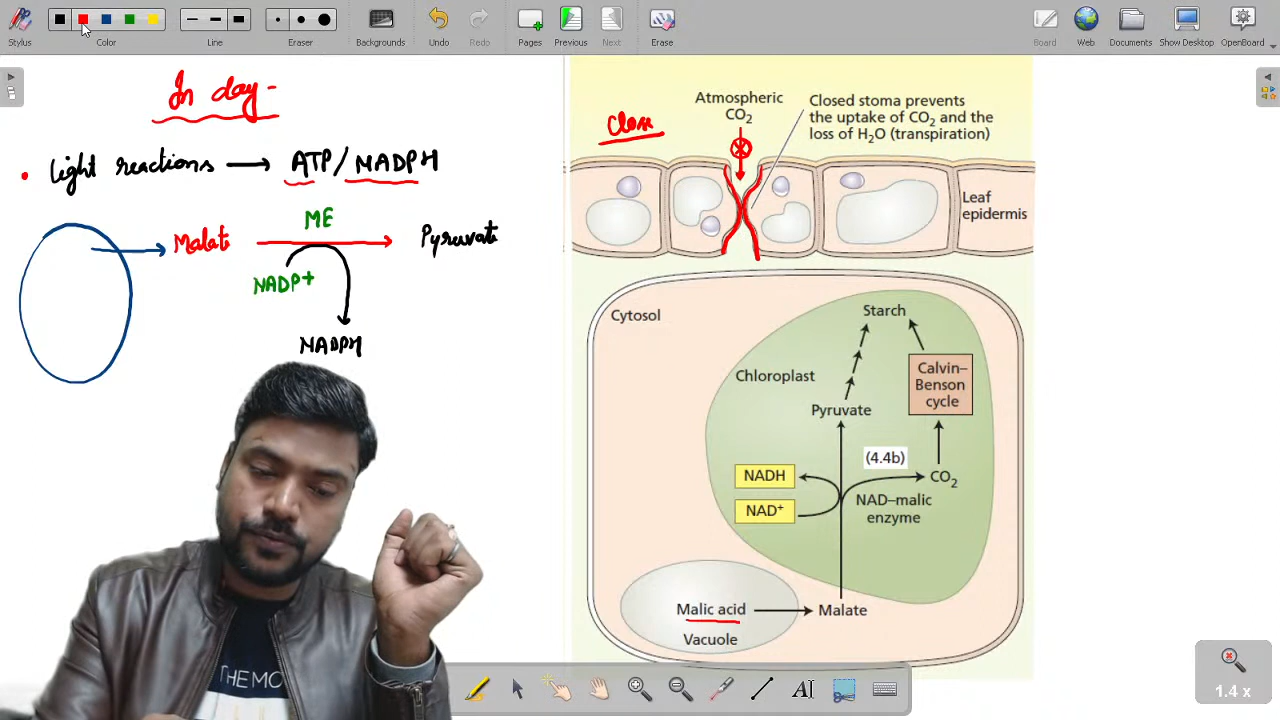 Stylus
Color
Line
Eraser
Backgrounds
Undo
Redo
Pages
Previous
Next
Erase
Board
Web
Documents
Show Desktop
OpenBoard
In day -
• Light reactions → ATP/NADPH
Malate
ME
Pyruvate
NADP+
NADPH
THEMO
Close
Atmospheric
CO₂
Closed stoma prevents
the uptake of CO₂ and the
loss of H₂O (transpiration)
Leaf
epidermis
Cytosol
Starch
Chloroplast
Calvin–
Benson
cycle
Pyruvate
(4.4b)
NADH
CO₂
NAD⁺
NAD–malic
enzyme
Malic acid
Malate
Vacuole
1.4 x